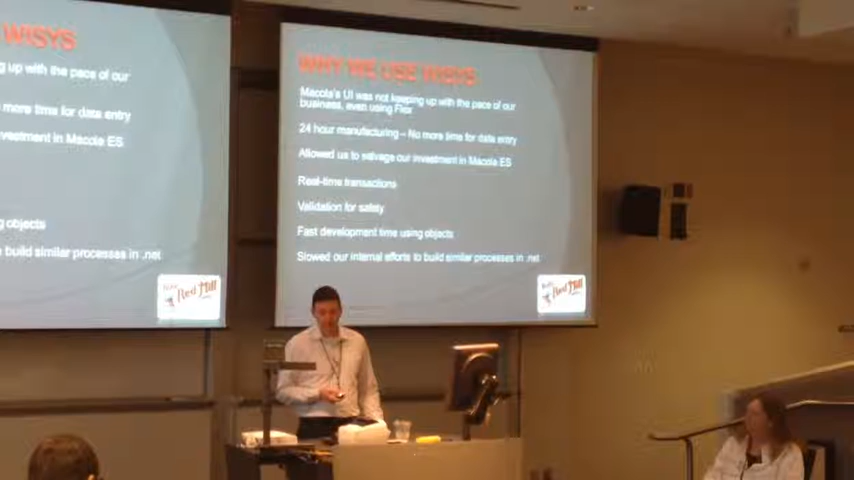 WISYS
g up with the pace of our
more time for data entry
vestment in Macola ES
g objects
build similar processes in .net
Red Hill
WHY WE USE WISYS
Macola's UI was not keeping up with the pace of our
business, even using Flex
24 hour manufacturing – No more time for data entry
Allowed us to salvage our investment in Macola ES
Real-time transactions
Validation for safety
Fast development time using objects
Slowed our internal efforts to build similar processes in .net
Red Hill